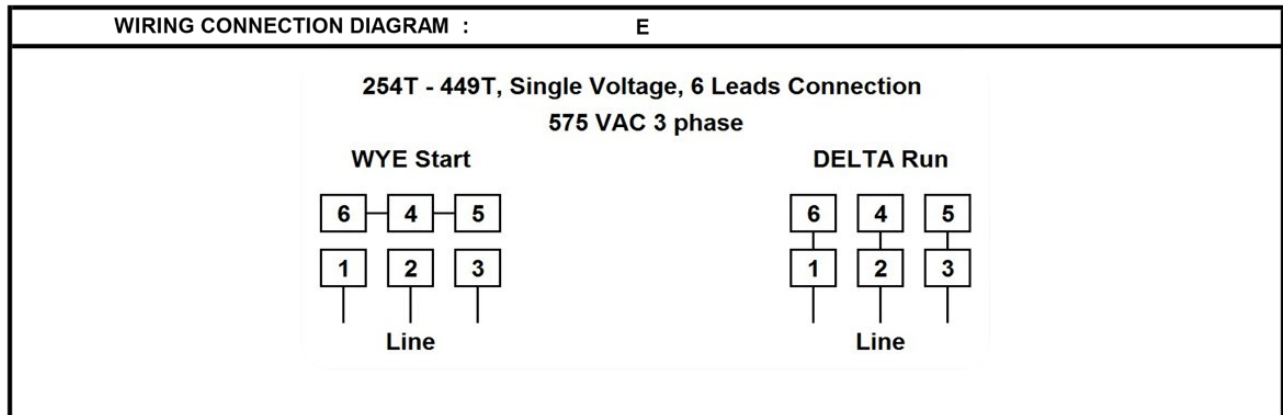 WIRING CONNECTION DIAGRAM : E
254T - 449T, Single Voltage, 6 Leads Connection
575 VAC 3 phase
WYE Start
6 4 5
1 2 3
Line
DELTA Run
6 4 5
1 2 3
Line